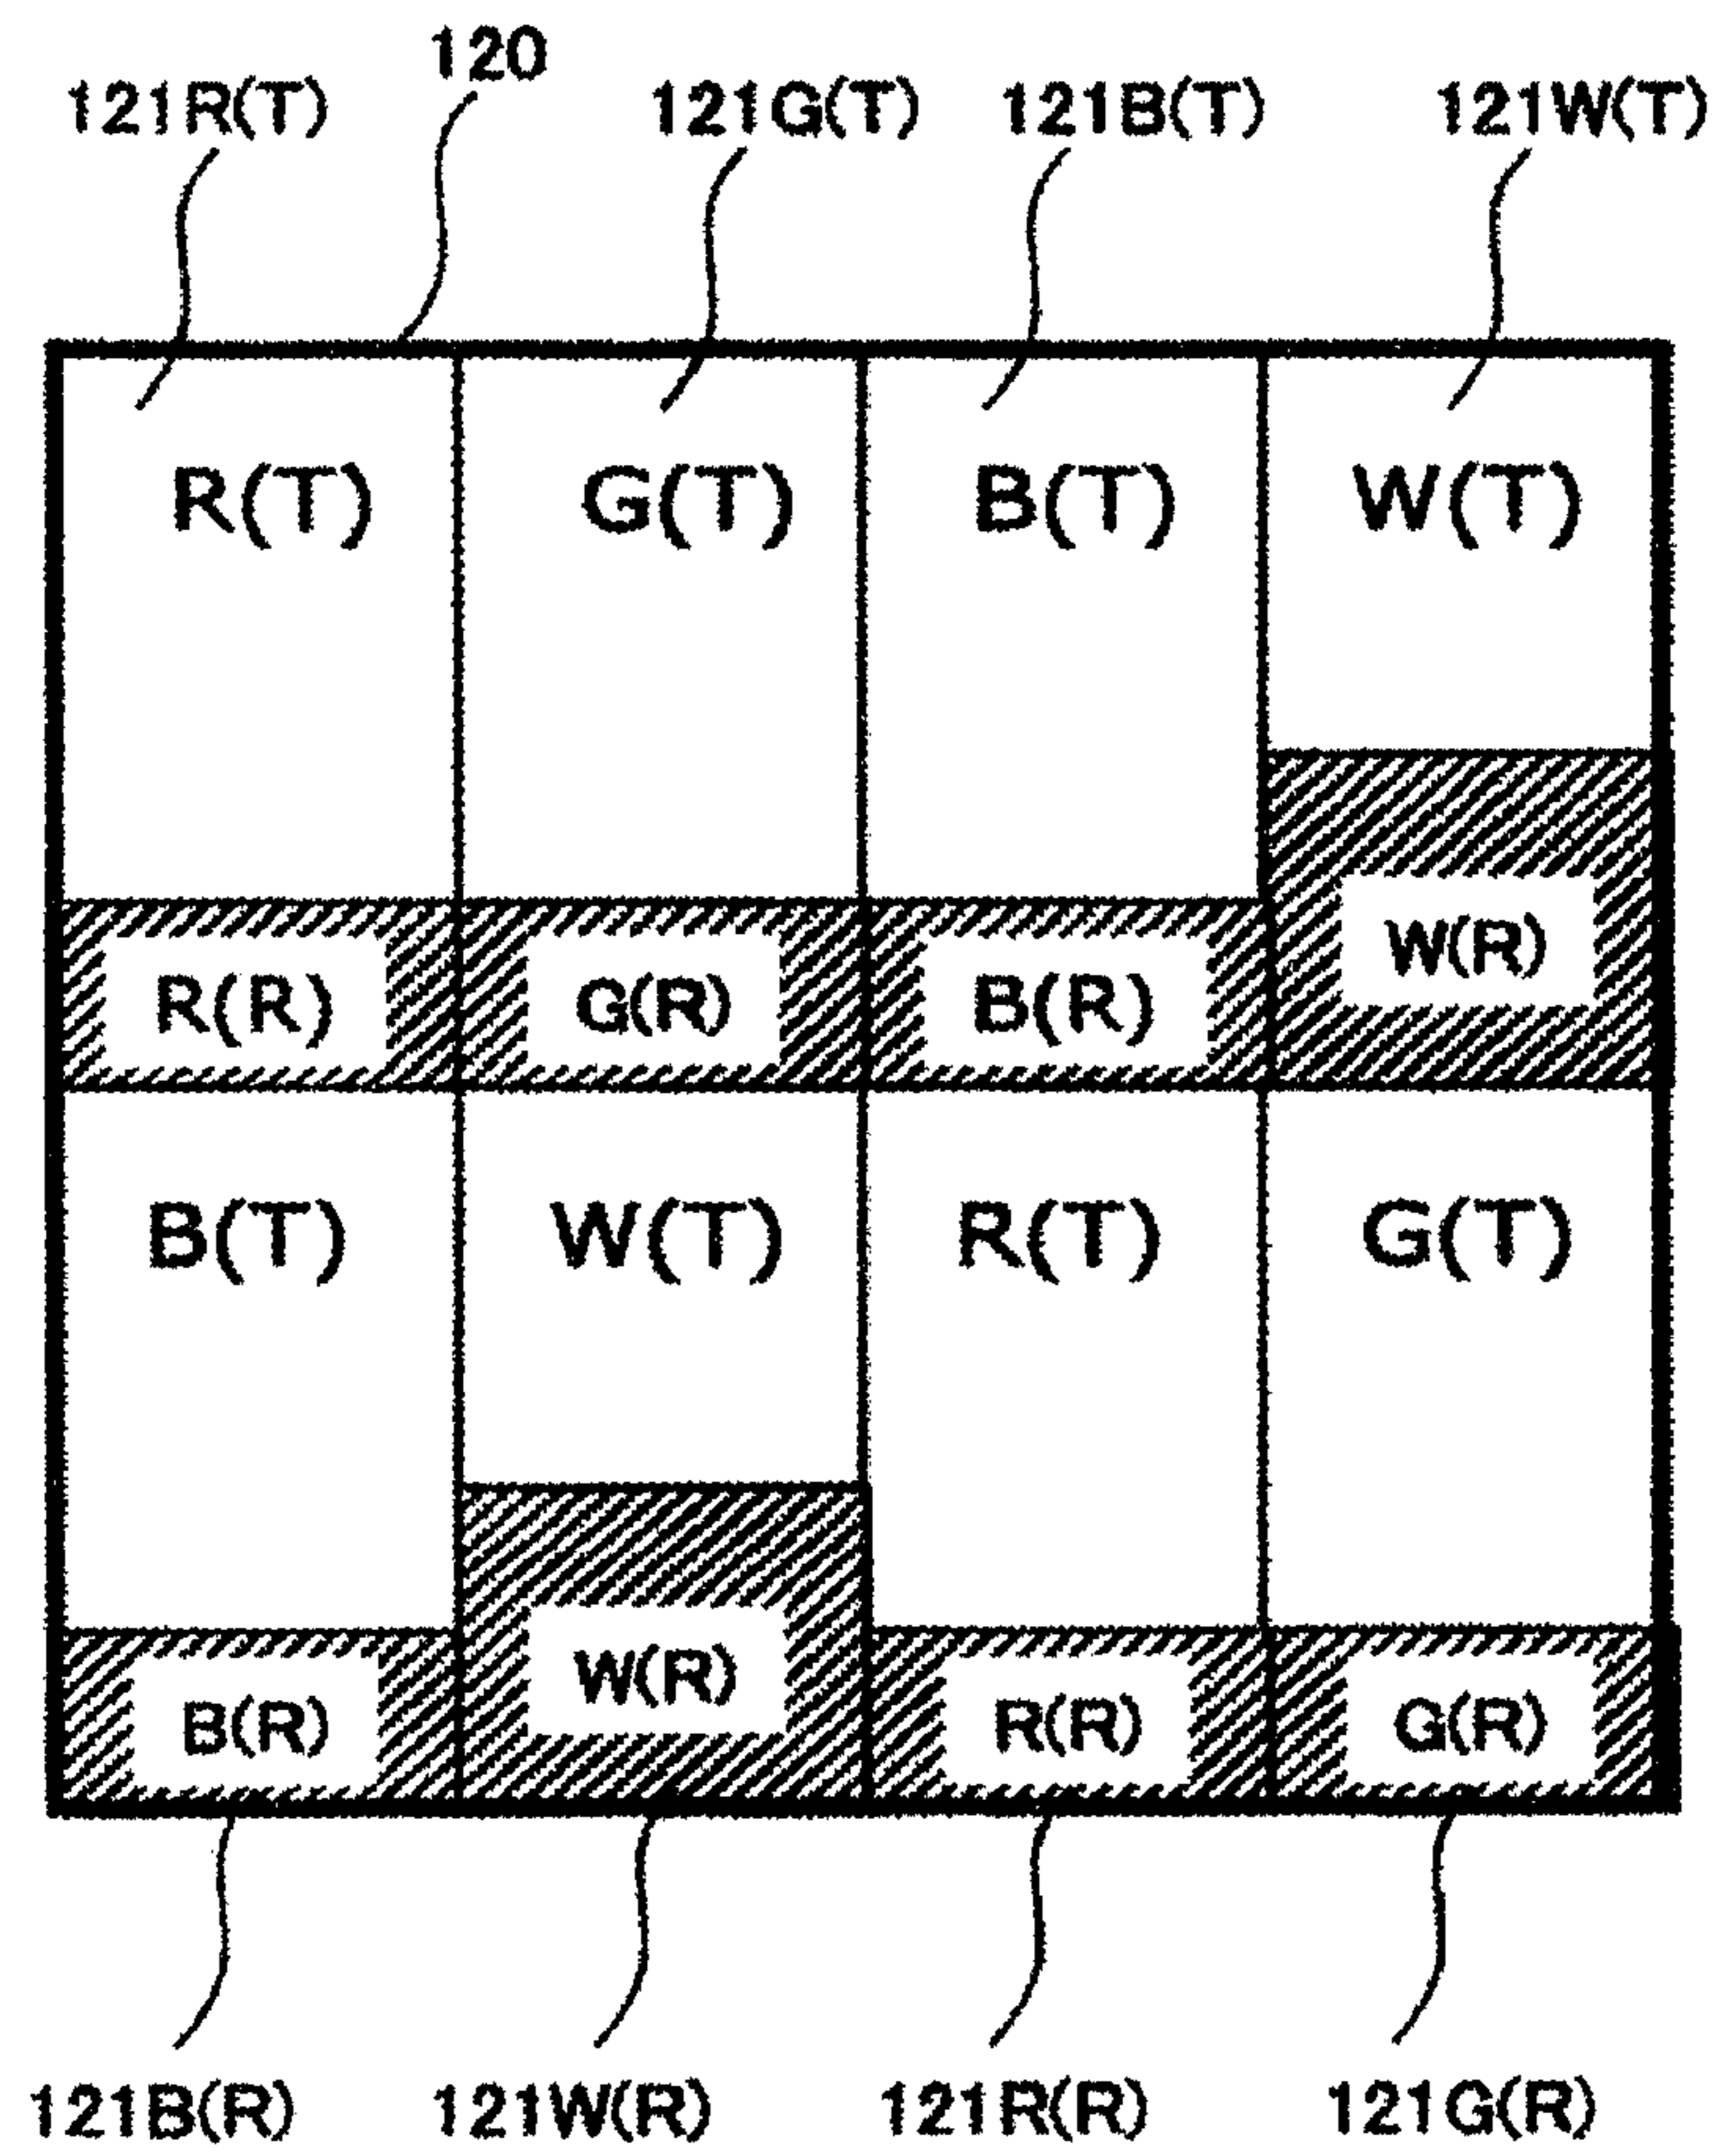 120
121R(T) 121G(T) 121B(T) 121W(T)
R(T) G(T) B(T) W(T)
W(R)
R(R) G(R) B(R)
B(T) W(T) R(T) G(T)
W(R)
B(R) R(R) G(R)
121B(R) 121W(R) 121R(R) 121G(R)